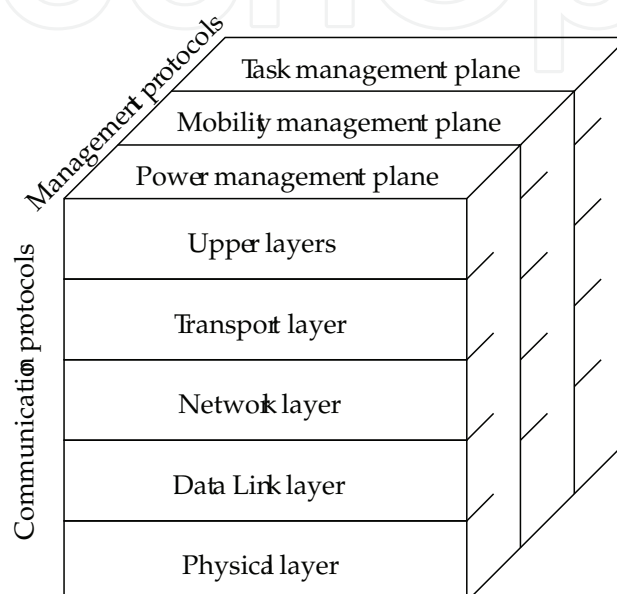 Management protocols
Task management plane
Mobility management plane
Power management plane
Communication protocols
Upper layers
Transport layer
Network layer
Data Link layer
Physical layer